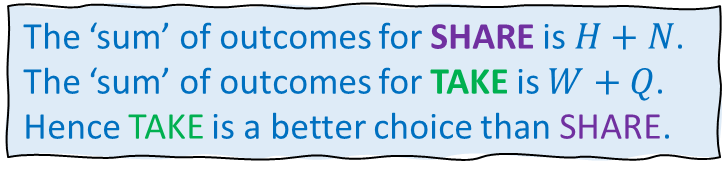 The ‘sum’ of outcomes for SHARE is H + N.
The ‘sum’ of outcomes for TAKE is W + Q.
Hence TAKE is a better choice than SHARE.